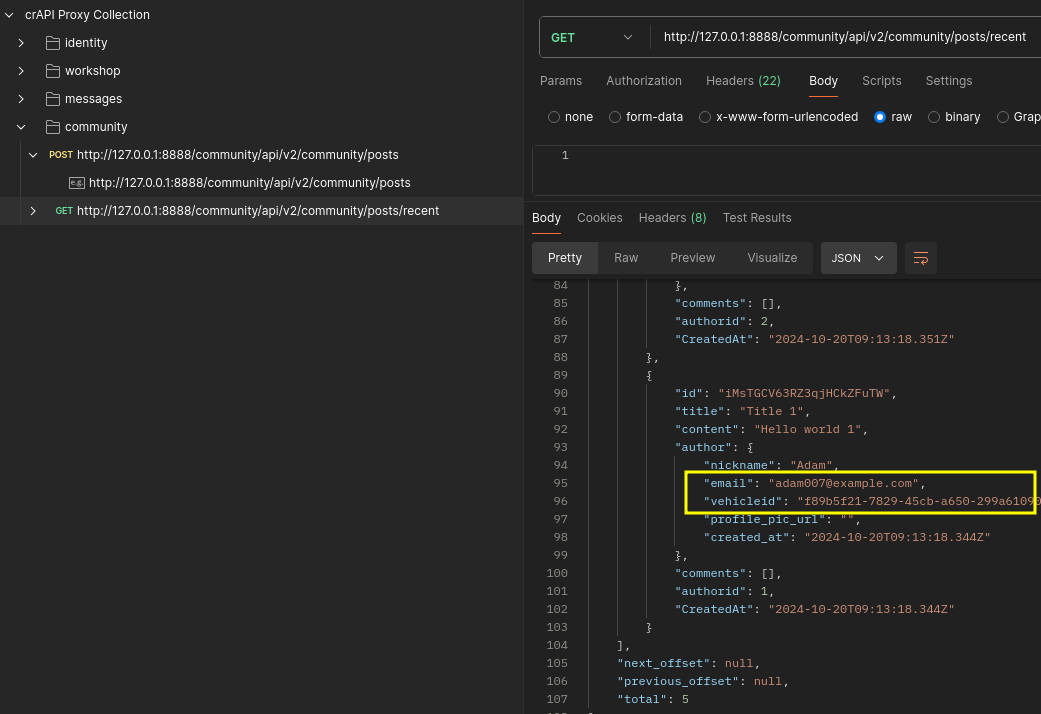 crAPI Proxy Collection
identity
workshop
messages
community
POST http://127.0.0.1:8888/community/api/v2/community/posts
e.g. http://127.0.0.1:8888/community/api/v2/community/posts
GET http://127.0.0.1:8888/community/api/v2/community/posts/recent
GET http://127.0.0.1:8888/community/api/v2/community/posts/recent
Params Authorization Headers (22) Body Scripts Settings
none form-data x-www-form-urlencoded raw binary Grap
1
Body Cookies Headers (8) Test Results
Pretty Raw Preview Visualize JSON
84 },
85 "comments": [],
86 "authorid": 2,
87 "CreatedAt": "2024-10-20T09:13:18.351Z"
88 },
89 {
90 "id": "iMsTGCV63RZ3qjHCkZFuTW",
91 "title": "Title 1",
92 "content": "Hello world 1",
93 "author": {
94 "nickname": "Adam",
95 "email": "adam007@example.com",
96 "vehicleid": "f89b5f21-7829-45cb-a650-299a61090
97 "profile_pic_url": "",
98 "created_at": "2024-10-20T09:13:18.344Z"
99 },
100 "comments": [],
101 "authorid": 1,
102 "CreatedAt": "2024-10-20T09:13:18.344Z"
103 }
104 ],
105 "next_offset": null,
106 "previous_offset": null,
107 "total": 5